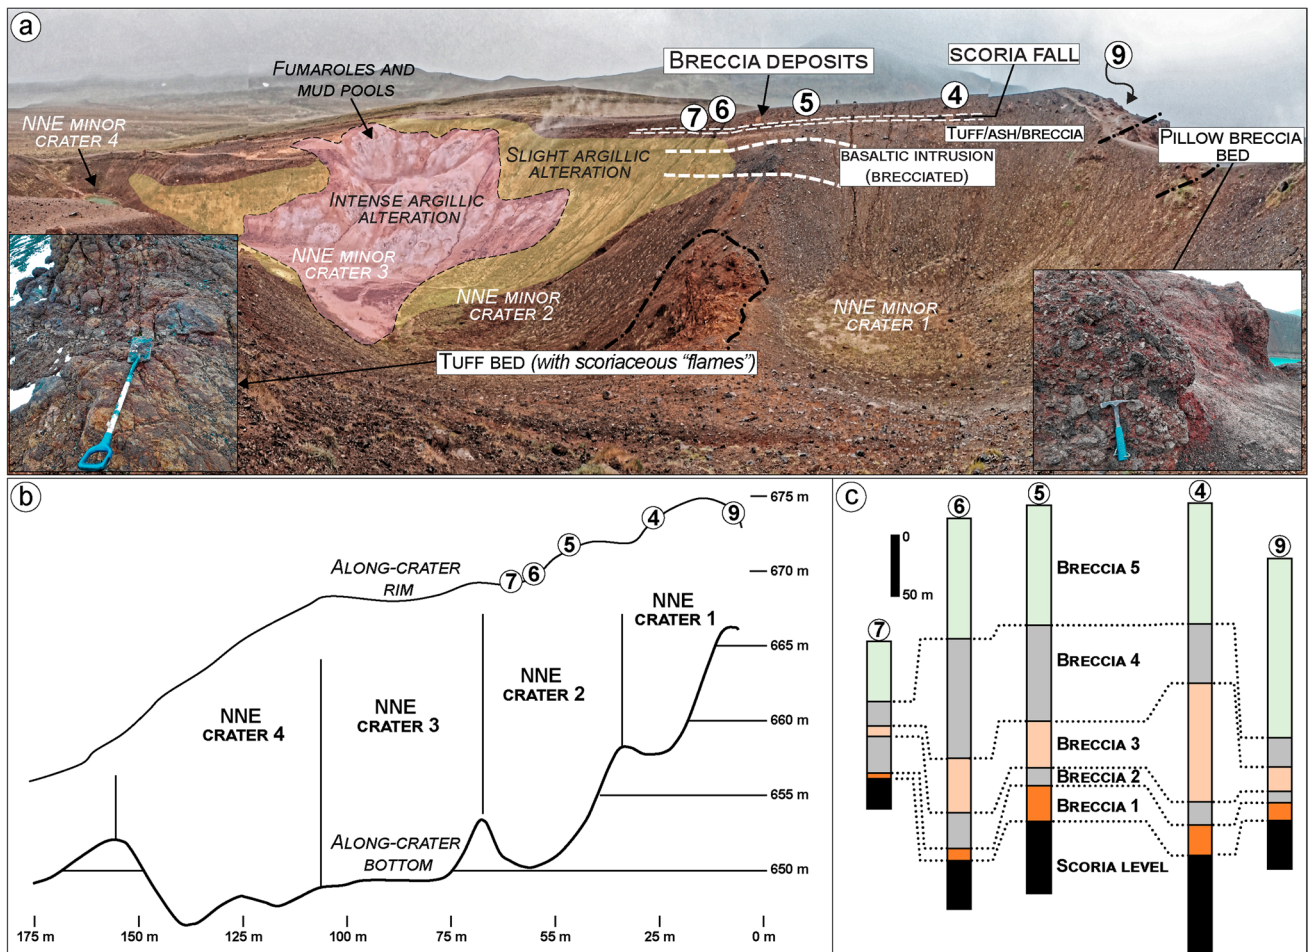 a
FUMAROLES AND
MUD POOLS
BRECCIA DEPOSITS
SCORIA FALL
9
7
6
5
4
NNE MINOR
CRATER 4
SLIGHT ARGILLIC
ALTERATION
TUFF/ASH/BRECCIA
PILLOW BRECCIA
BED
BASALTIC INTRUSION
(BRECCIATED)
INTENSE ARGILLIC
ALTERATION
NNE MINOR
CRATER 3
NNE MINOR
CRATER 2
NNE MINOR
CRATER 1
TUFF BED (with scoriaceous "flames")
b
675 m
670 m
665 m
660 m
655 m
650 m
ALONG-CRATER
RIM
7
6
5
4
9
NNE
CRATER 1
NNE
CRATER 2
NNE
CRATER 3
NNE
CRATER 4
ALONG-CRATER
BOTTOM
175 m
150 m
125 m
100 m
75 m
55 m
25 m
0 m
c
0
50 m
7
6
5
4
9
BRECCIA 5
BRECCIA 4
BRECCIA 3
BRECCIA 2
BRECCIA 1
SCORIA LEVEL